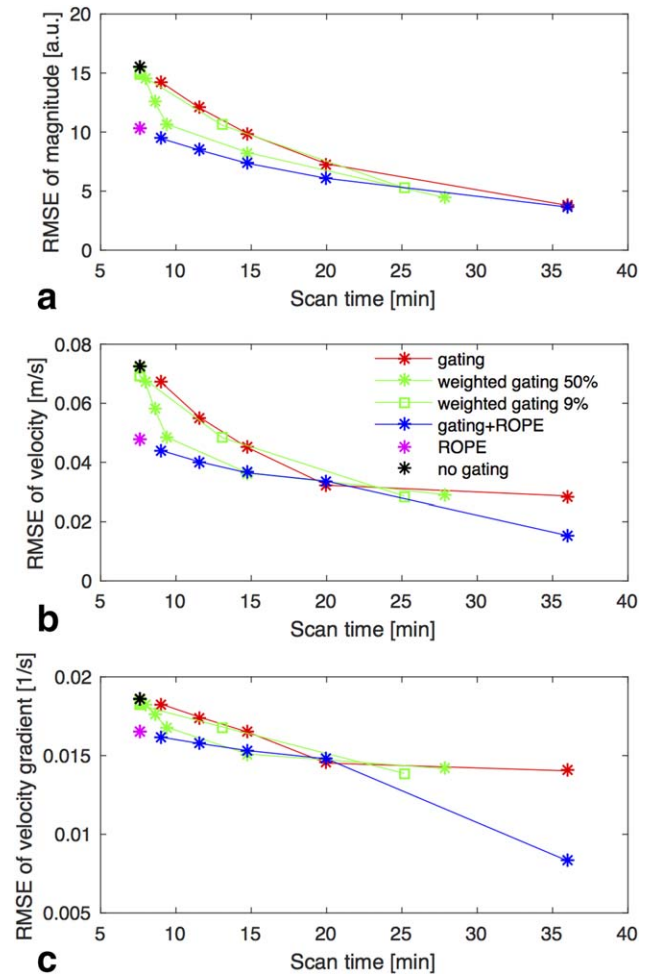 20
15
10
5
0
RMSE of magnitude [a.u.]
5 10 15 20 25 30 35 40
Scan time [min]
a
0.08
0.06
0.04
0.02
0
RMSE of velocity [m/s]
gating
weighted gating 50%
weighted gating 9%
gating+ROPE
ROPE
no gating
5 10 15 20 25 30 35 40
Scan time [min]
b
0.02
0.015
0.01
0.005
RMSE of velocity gradient [1/s]
5 10 15 20 25 30 35 40
Scan time [min]
c